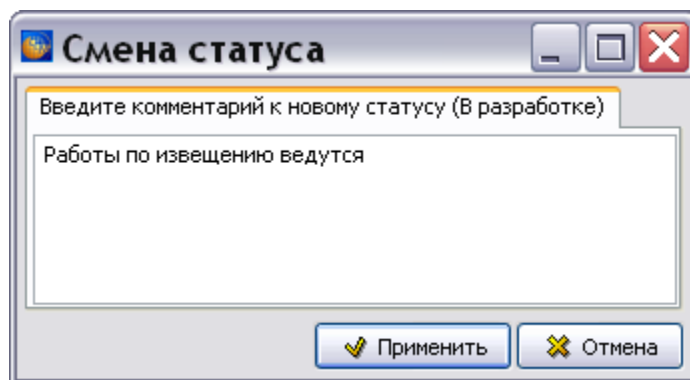 Смена статуса
Введите комментарий к новому статусу (В разработке)
Работы по извещению ведутся
Применить
Отмена